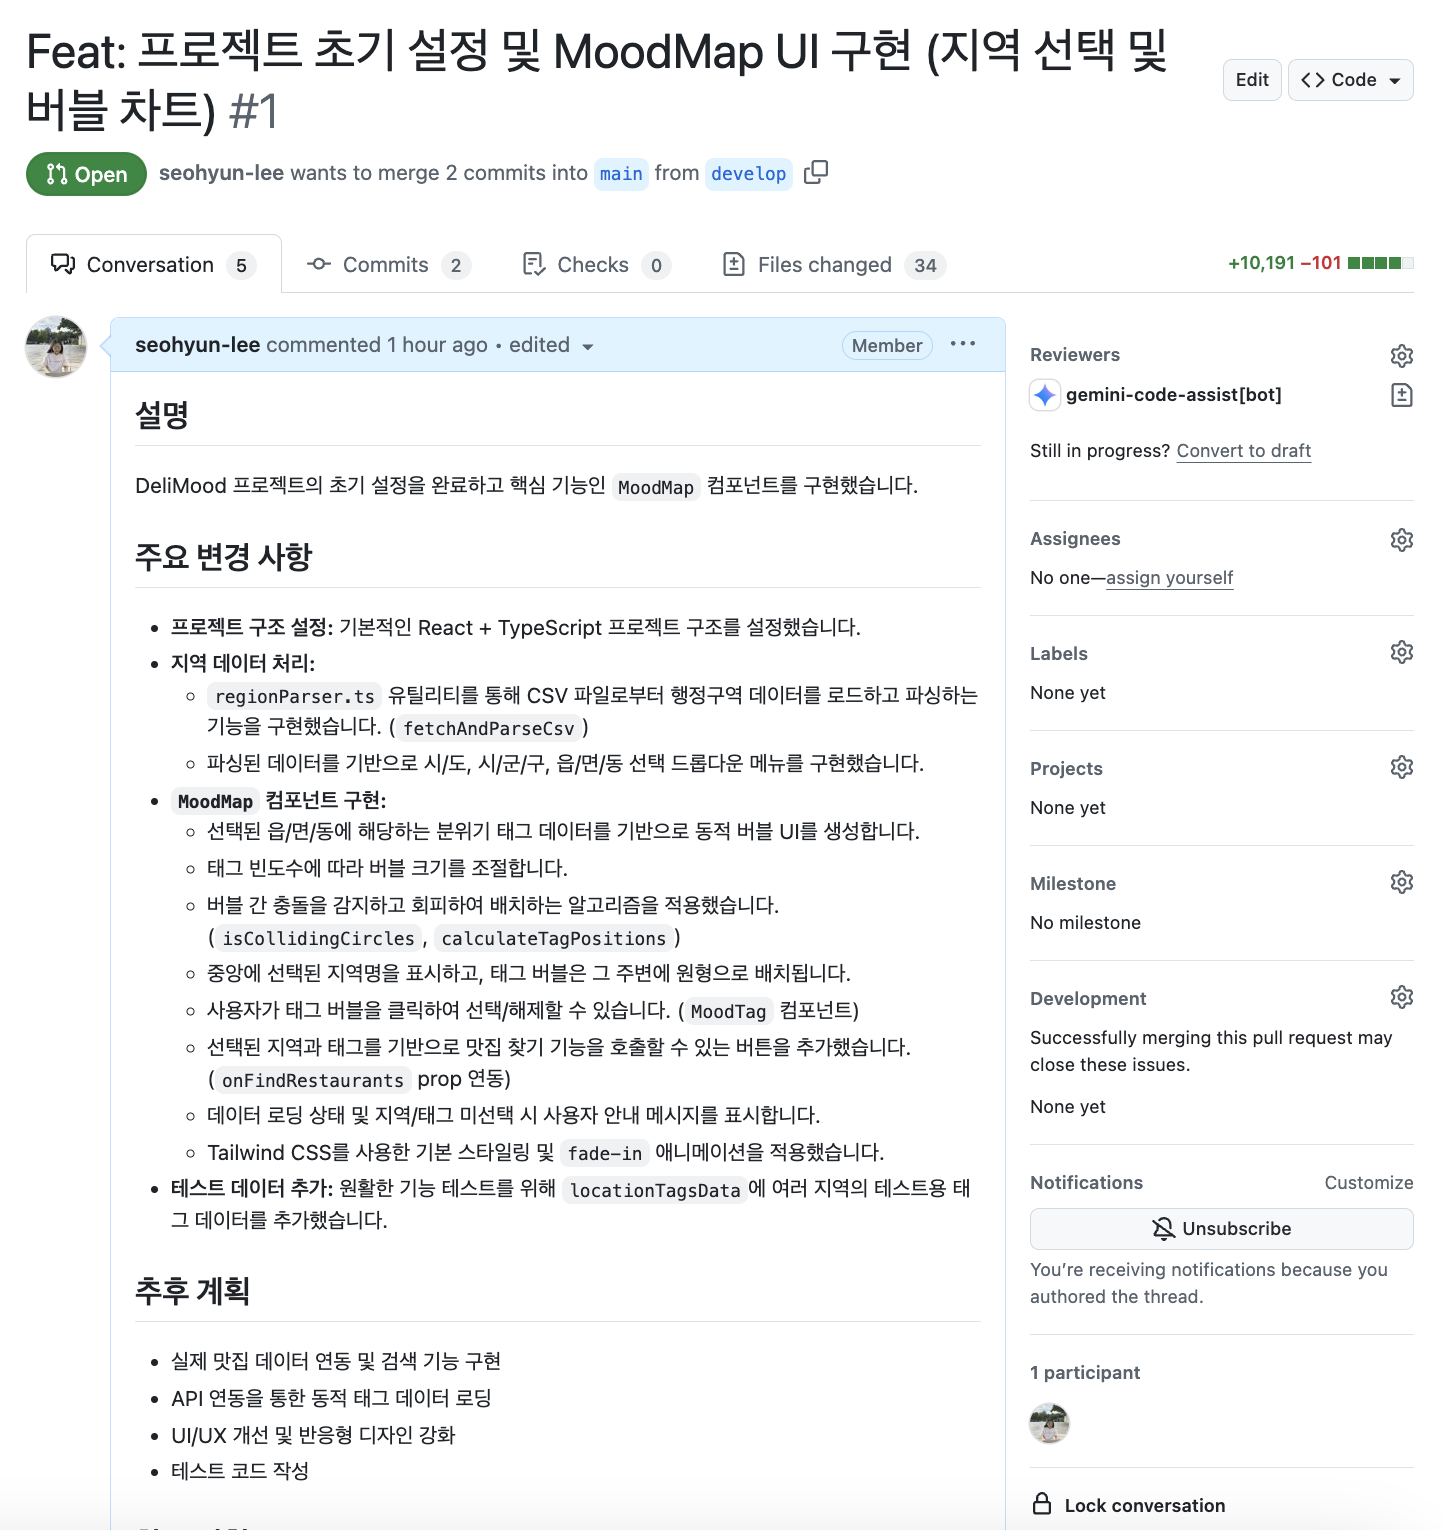 Feat: 프로젝트 초기 설정 및 MoodMap UI 구현 (지역 선택 및
버블 차트) #1
Edit
Code
Open
seohyun-lee wants to merge 2 commits into main from develop
Conversation 5
Commits 2
Checks 0
Files changed 34
+10,191 −101
seohyun-lee commented 1 hour ago • edited
Member
설명
DeliMood 프로젝트의 초기 설정을 완료하고 핵심 기능인 MoodMap 컴포넌트를 구현했습니다.
주요 변경 사항
프로젝트 구조 설정: 기본적인 React + TypeScript 프로젝트 구조를 설정했습니다.
지역 데이터 처리:
regionParser.ts 유틸리티를 통해 CSV 파일로부터 행정구역 데이터를 로드하고 파싱하는
기능을 구현했습니다. (fetchAndParseCsv)
파싱된 데이터를 기반으로 시/도, 시/군/구, 읍/면/동 선택 드롭다운 메뉴를 구현했습니다.
MoodMap 컴포넌트 구현:
선택된 읍/면/동에 해당하는 분위기 태그 데이터를 기반으로 동적 버블 UI를 생성합니다.
태그 빈도수에 따라 버블 크기를 조절합니다.
버블 간 충돌을 감지하고 회피하여 배치하는 알고리즘을 적용했습니다.
(isCollidingCircles, calculateTagPositions)
중앙에 선택된 지역명을 표시하고, 태그 버블은 그 주변에 원형으로 배치됩니다.
사용자가 태그 버블을 클릭하여 선택/해제할 수 있습니다. (MoodTag 컴포넌트)
선택된 지역과 태그를 기반으로 맛집 찾기 기능을 호출할 수 있는 버튼을 추가했습니다.
(onFindRestaurants prop 연동)
데이터 로딩 상태 및 지역/태그 미선택 시 사용자 안내 메시지를 표시합니다.
Tailwind CSS를 사용한 기본 스타일링 및 fade-in 애니메이션을 적용했습니다.
테스트 데이터 추가: 원활한 기능 테스트를 위해 locationTagsData에 여러 지역의 테스트용 태
그 데이터를 추가했습니다.
추후 계획
실제 맛집 데이터 연동 및 검색 기능 구현
API 연동을 통한 동적 태그 데이터 로딩
UI/UX 개선 및 반응형 디자인 강화
테스트 코드 작성
Reviewers
gemini-code-assist[bot]
Still in progress? Convert to draft
Assignees
No one—assign yourself
Labels
None yet
Projects
None yet
Milestone
No milestone
Development
Successfully merging this pull request may
close these issues.
None yet
Notifications
Customize
Unsubscribe
You're receiving notifications because you
authored the thread.
1 participant
Lock conversation